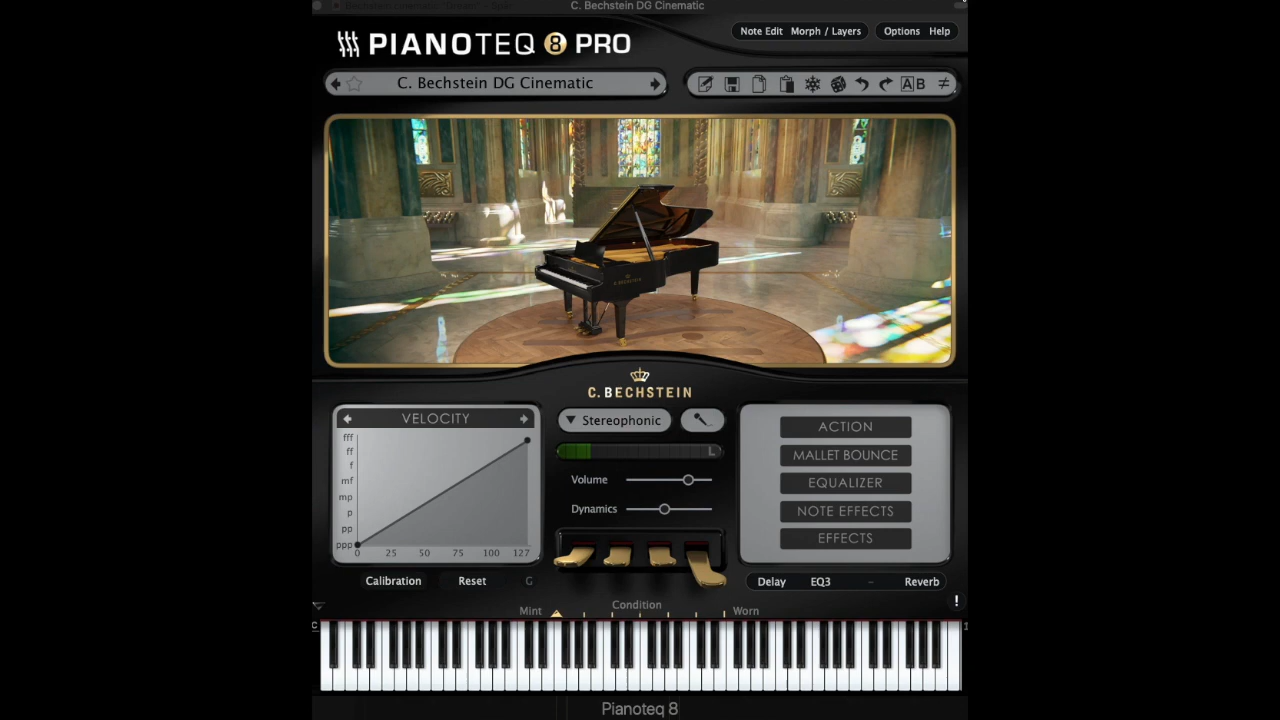 C. Bechstein DG Cinematic
PIANOTEQ 8 PRO
Note Edit Morph / Layers Options Help
C. Bechstein DG Cinematic
A B ≠
C. BECHSTEIN
C. BECHSTEIN
VELOCITY
fff
ff
f
mf
mp
p
pp
ppp
0 25 50 75 100 127
Calibration Reset G
Stereophonic
L
Volume
Dynamics
ACTION
MALLET BOUNCE
EQUALIZER
NOTE EFFECTS
EFFECTS
Delay EQ3 – Reverb
!
Mint Condition Worn
C
Pianoteq 8